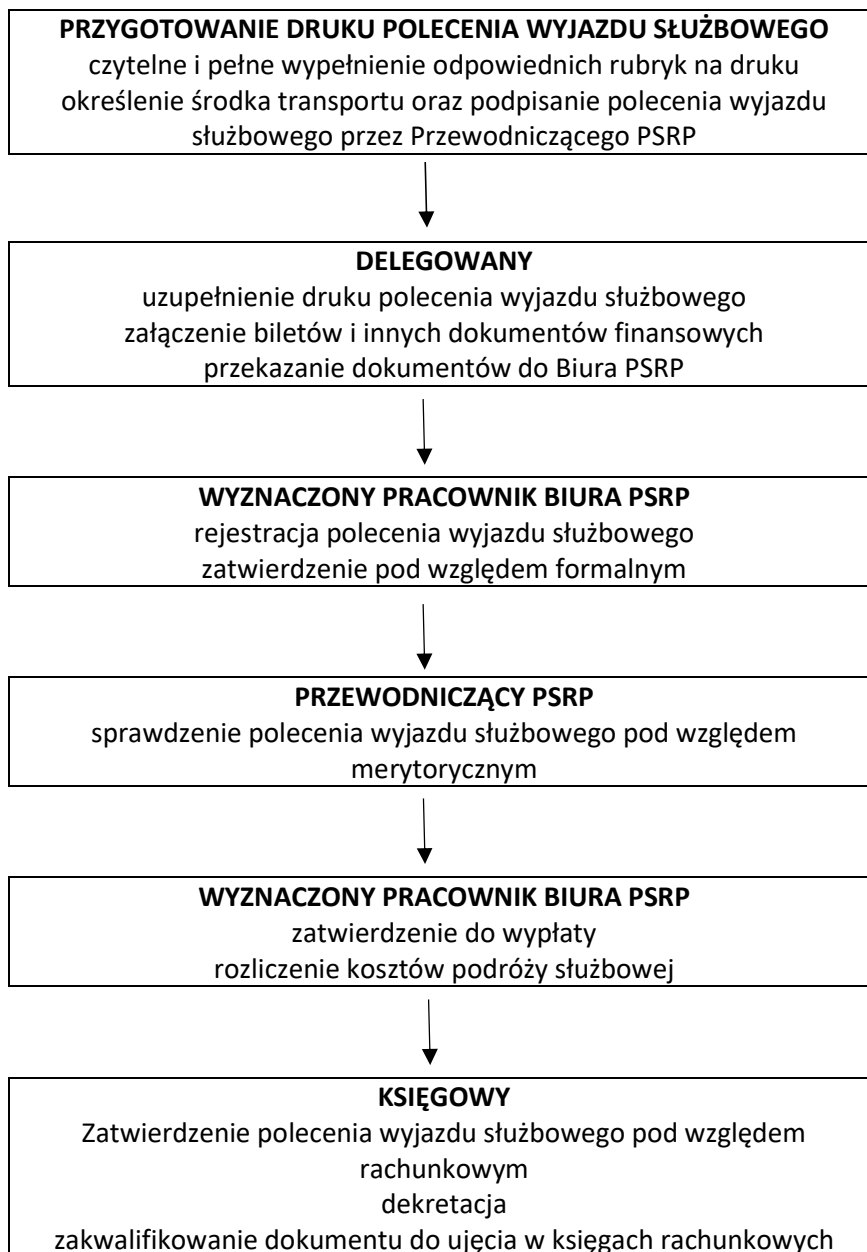 PRZYGOTOWANIE DRUKU POLECENIA WYJAZDU SŁUŻBOWEGO
czytelne i pełne wypełnienie odpowiednich rubryk na druku
określenie środka transportu oraz podpisanie polecenia wyjazdu
służbowego przez Przewodniczącego PSRP
DELEGOWANY
uzupełnienie druku polecenia wyjazdu służbowego
załączenie biletów i innych dokumentów finansowych
przekazanie dokumentów do Biura PSRP
WYZNACZONY PRACOWNIK BIURA PSRP
rejestracja polecenia wyjazdu służbowego
zatwierdzenie pod względem formalnym
PRZEWODNICZĄCY PSRP
sprawdzenie polecenia wyjazdu służbowego pod względem
merytorycznym
WYZNACZONY PRACOWNIK BIURA PSRP
zatwierdzenie do wypłaty
rozliczenie kosztów podróży służbowej
KSIĘGOWY
Zatwierdzenie polecenia wyjazdu służbowego pod względem
rachunkowym
dekretacja
zakwalifikowanie dokumentu do ujęcia w księgach rachunkowych